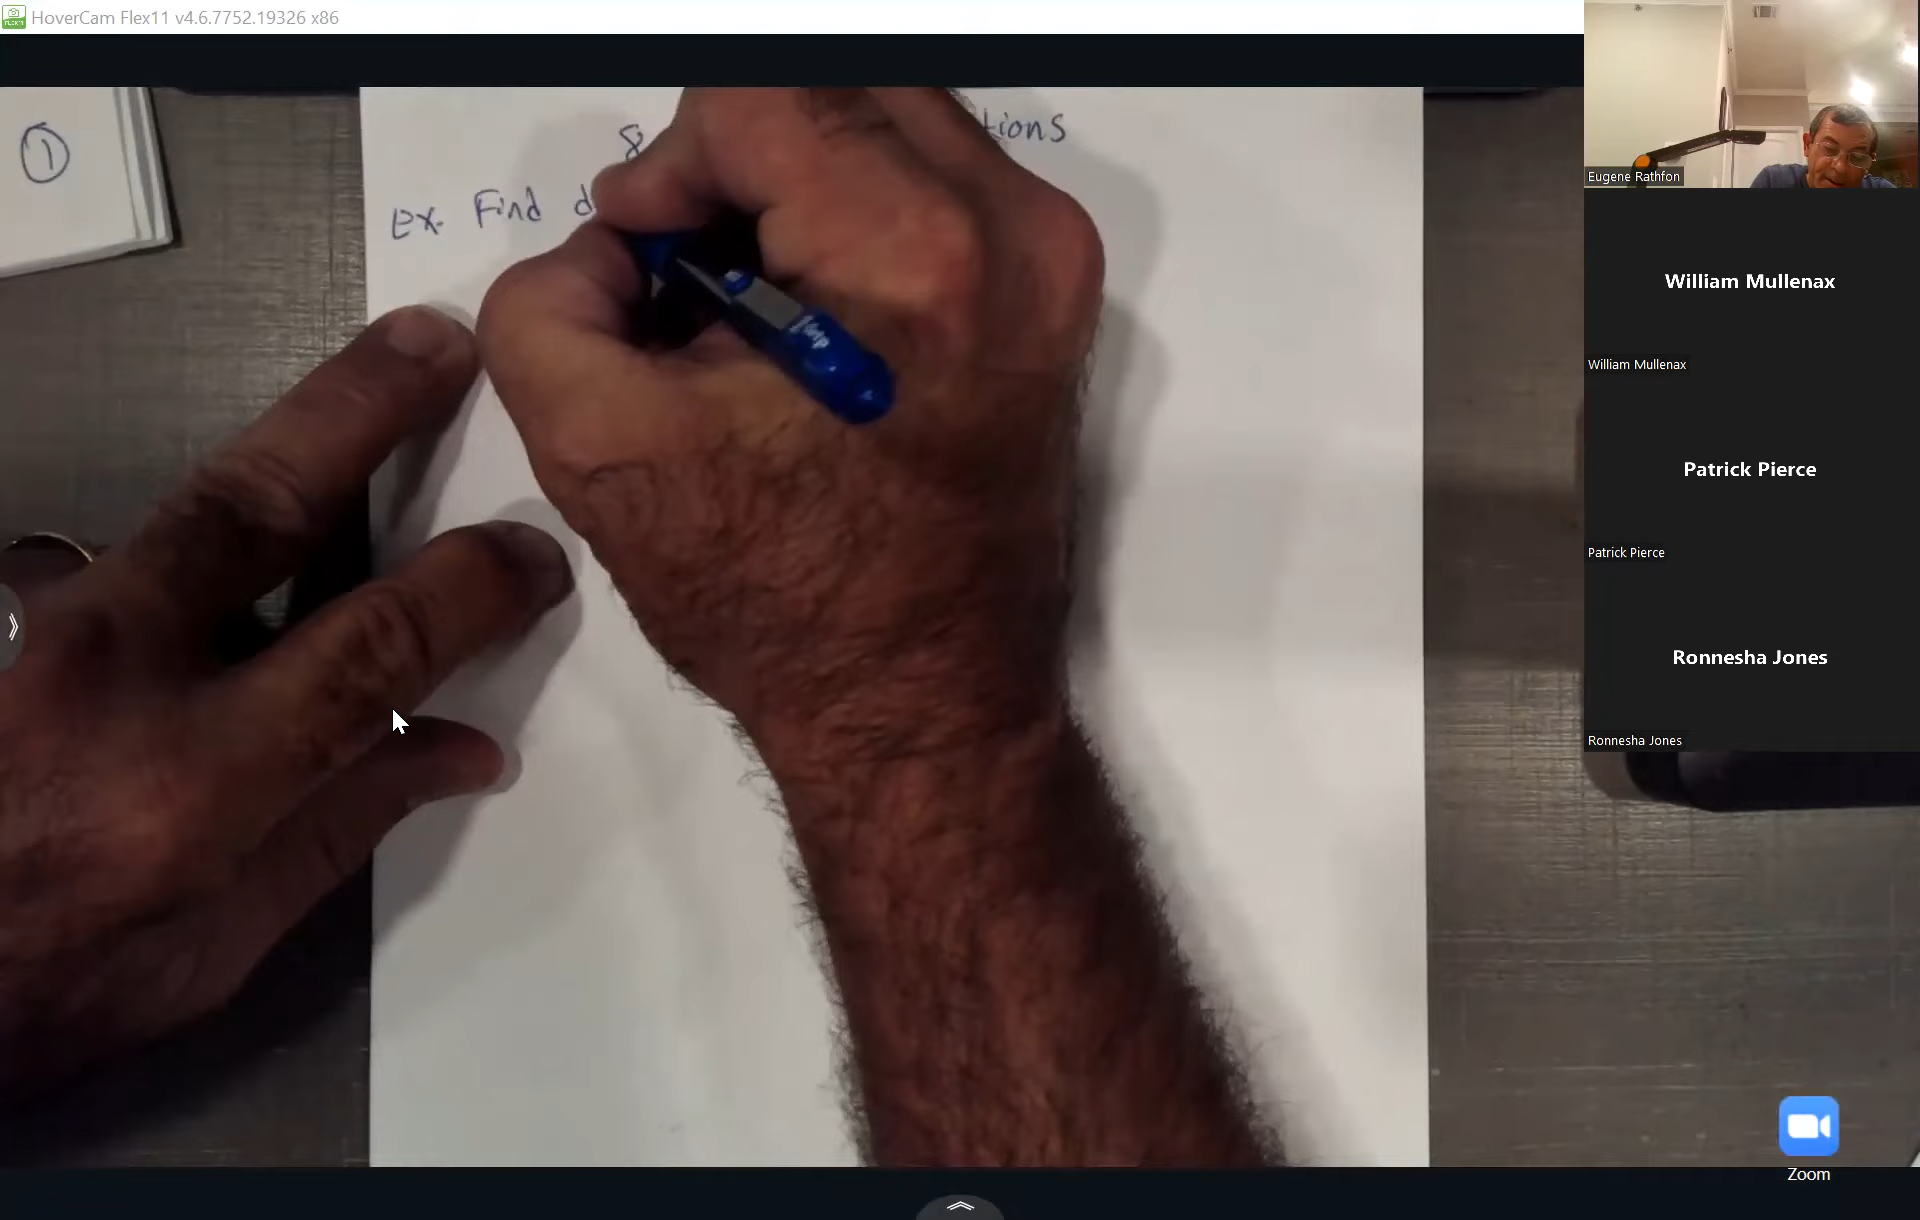 HoverCam Flex11 v4.6.7752.19326 x86
①
8 tions
Ex. Find d
Eugene Rathfon
William Mullenax
William Mullenax
Patrick Pierce
Patrick Pierce
Ronnesha Jones
Ronnesha Jones
Zoom